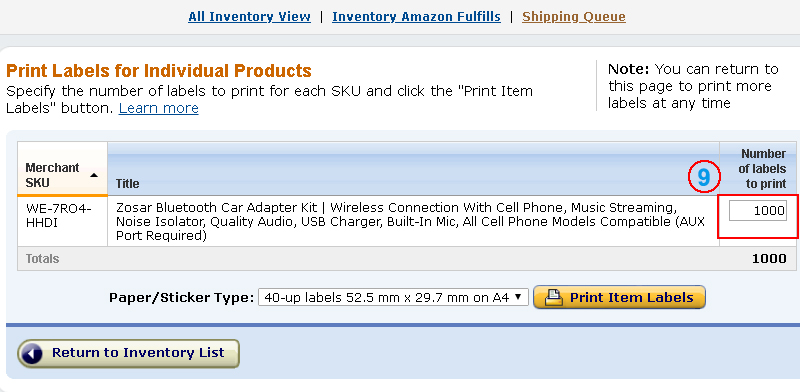 All Inventory View | Inventory Amazon Fulfills | Shipping Queue
Print Labels for Individual Products
Specify the number of labels to print for each SKU and click the "Print Item
Labels" button. Learn more
Note: You can return to
this page to print more
labels at any time
Merchant
SKU
Title
9
Number
of labels
to print
WE-7RO4-
HHDI
Zosar Bluetooth Car Adapter Kit | Wireless Connection With Cell Phone, Music Streaming,
Noise Isolator, Quality Audio, USB Charger, Built-In Mic, All Cell Phone Models Compatible (AUX
Port Required)
1000
Totals
1000
Paper/Sticker Type: 40-up labels 52.5 mm x 29.7 mm on A4 Print Item Labels
Return to Inventory List